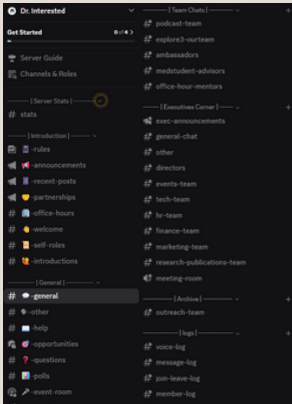 Dr. Interested
Get Started
0 of 4 >
Server Guide
Channels & Roles
[Server Stats]
# stats
[Introduction]
-rules
-announcements
-recent-posts
-partnerships
# -office-hours
# -welcome
# -self-roles
# -introductions
[General]
# -general
# -other
# -help
-opportunities
# -questions
# -polls
-event-room
[Team Chats]
podcast-team
explore3-ourteam
ambassadors
medstudent-advisors
office-hour-mentors
[Executives Corner]
exec-announcements
general-chat
other
directors
events-team
tech-team
hr-team
finance-team
marketing-team
research-publications-team
meeting-room
[Archive]
outreach-team
[logs]
voice-log
message-log
join-leave-log
member-log